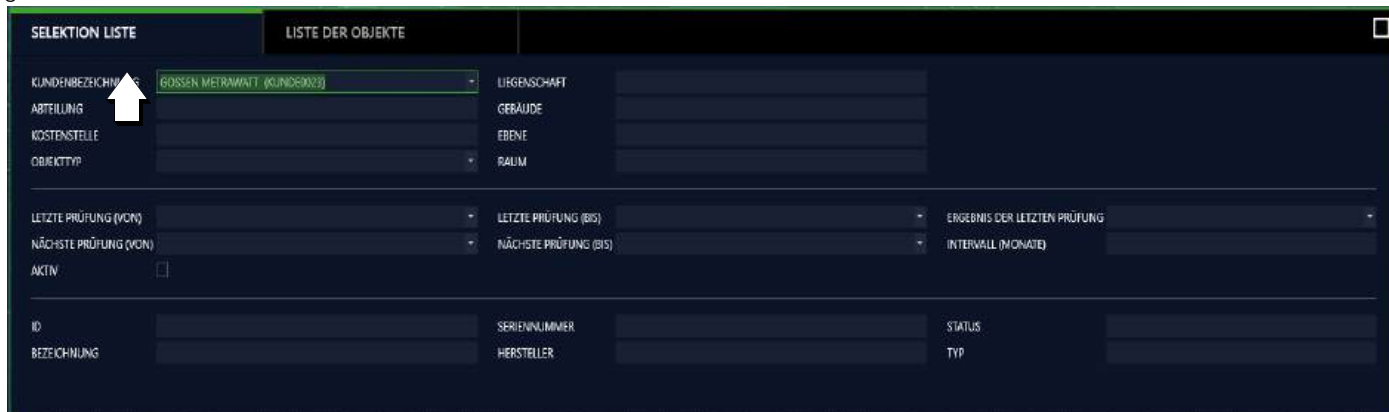 SELEKTION LISTE LISTE DER OBJEKTE
KUNDENBEZEICHNUNG GOSSEN METRAWATT (KUNDE0023) LIEGENSCHAFT
ABTEILUNG GEBÄUDE
KOSTENSTELLE EBENE
OBJEKTTYP RAUM
LETZTE PRÜFUNG (VON) LETZTE PRÜFUNG (BIS) ERGEBNIS DER LETZTEN PRÜFUNG
NÄCHSTE PRÜFUNG (VON) NÄCHSTE PRÜFUNG (BIS) INTERVALL (MONATE)
AKTIV
ID SERIENNUMMER STATUS
BEZEICHNUNG HERSTELLER TYP